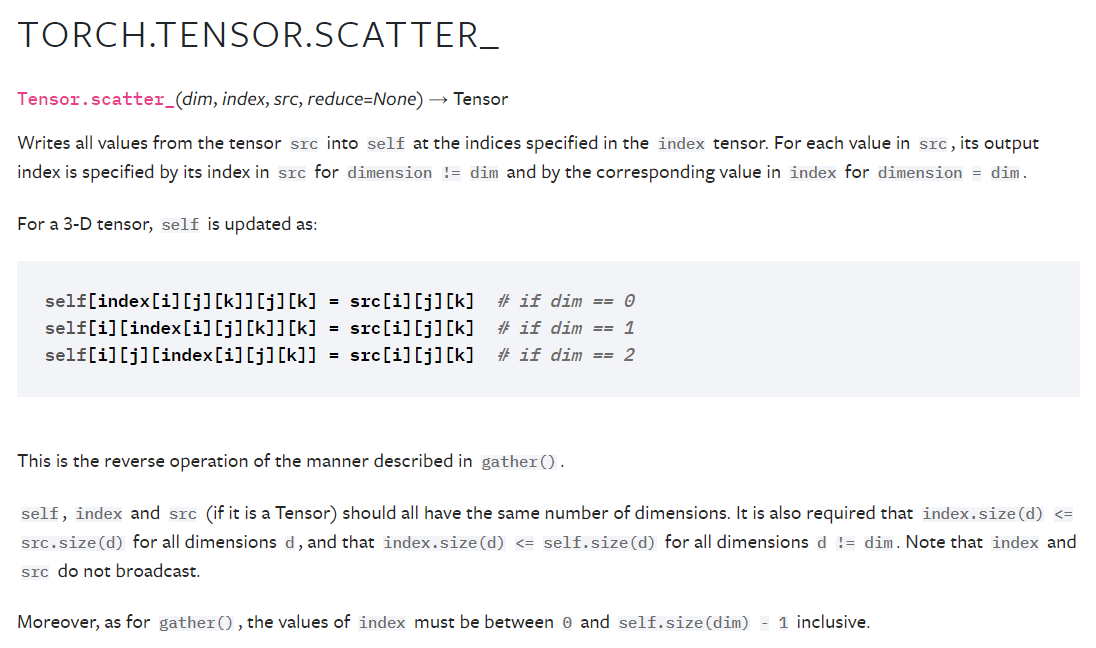 TORCH.TENSOR.SCATTER_
Tensor.scatter_(dim, index, src, reduce=None) → Tensor
Writes all values from the tensor src into self at the indices specified in the index tensor. For each value in src, its output
index is specified by its index in src for dimension != dim and by the corresponding value in index for dimension = dim.
For a 3-D tensor, self is updated as:
self[index[i][j][k]][j][k] = src[i][j][k]  # if dim == 0
self[i][index[i][j][k]][k] = src[i][j][k]  # if dim == 1
self[i][j][index[i][j][k]] = src[i][j][k]  # if dim == 2
This is the reverse operation of the manner described in gather().
self, index and src (if it is a Tensor) should all have the same number of dimensions. It is also required that index.size(d) <=
src.size(d) for all dimensions d, and that index.size(d) <= self.size(d) for all dimensions d != dim. Note that index and
src do not broadcast.
Moreover, as for gather(), the values of index must be between 0 and self.size(dim) - 1 inclusive.